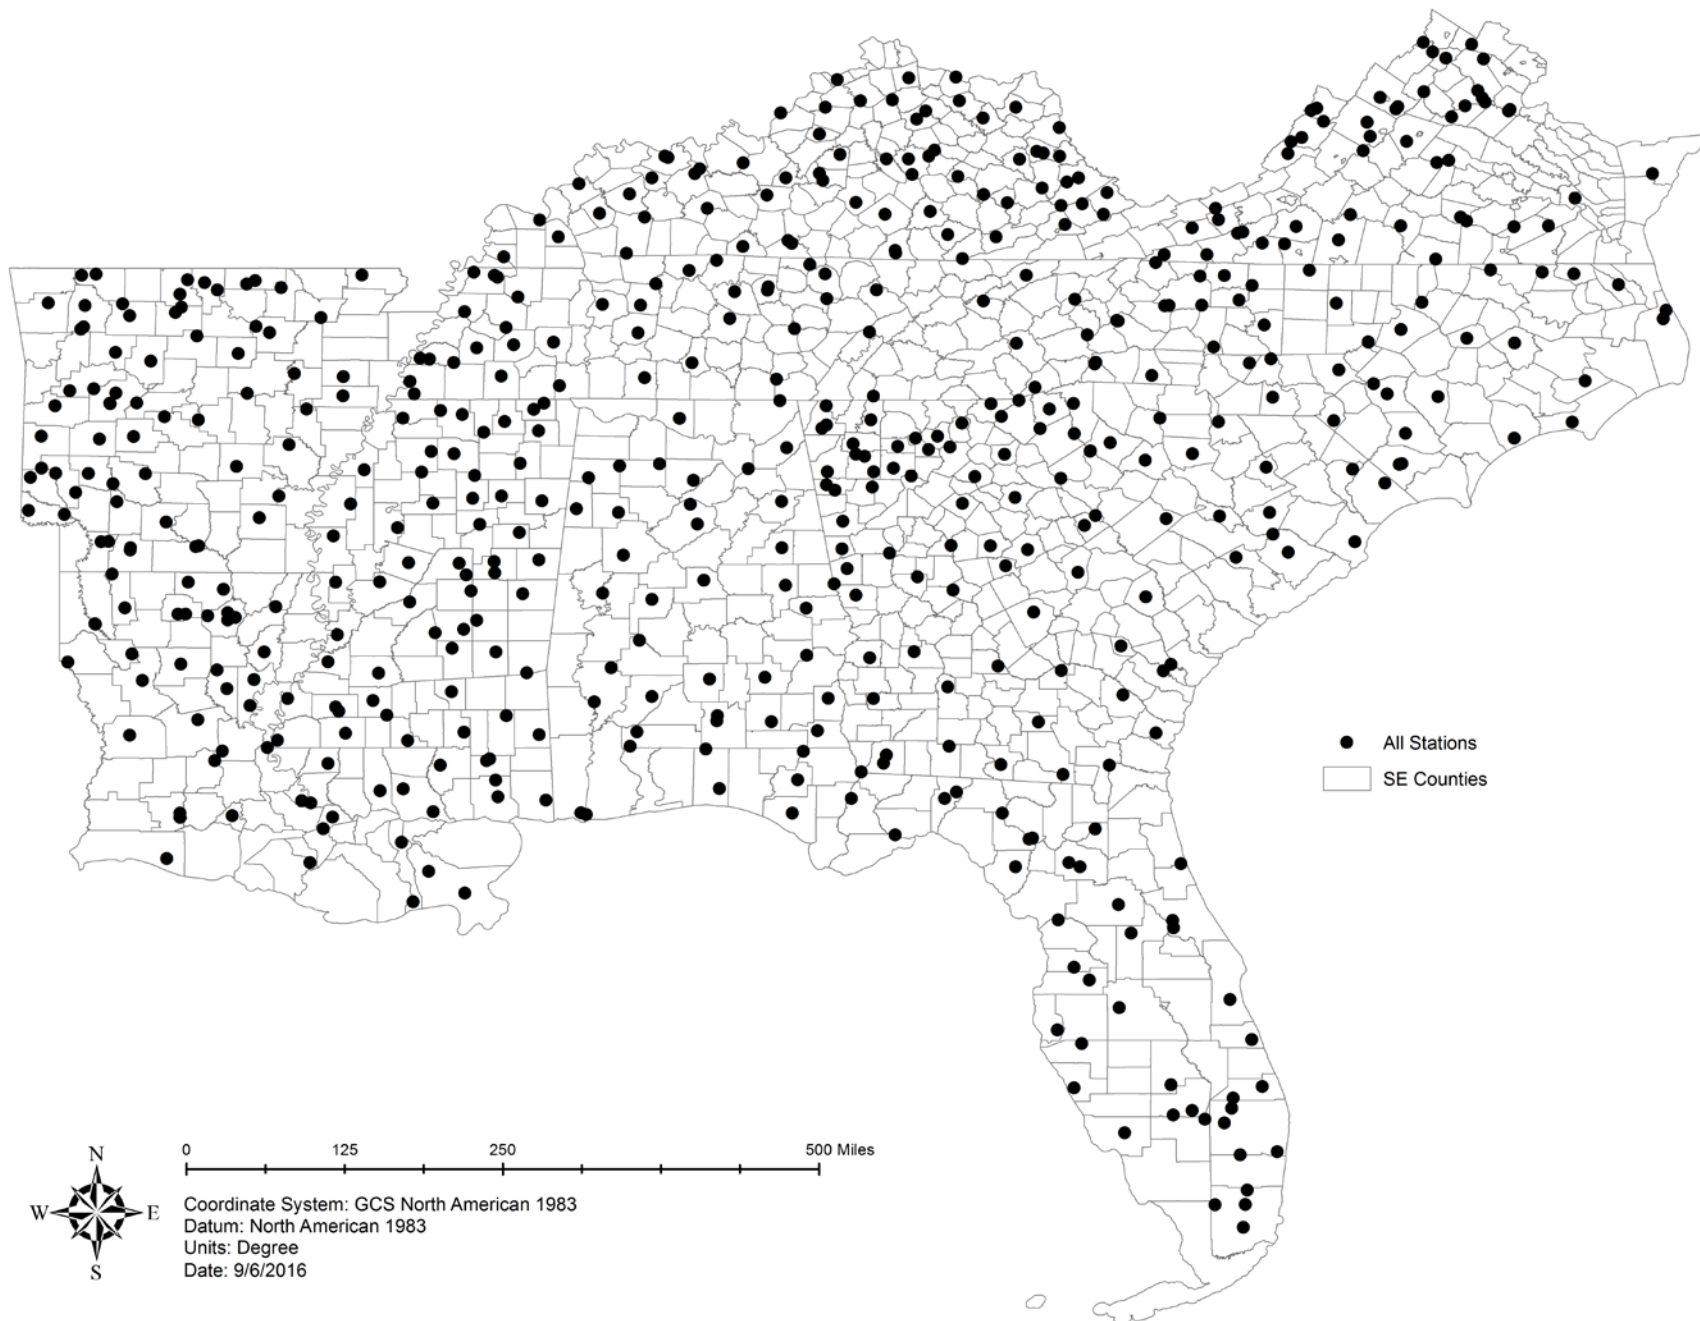 All Stations
SE Counties
N
W
E
S
0 125 250 500 Miles
Coordinate System: GCS North American 1983
Datum: North American 1983
Units: Degree
Date: 9/6/2016